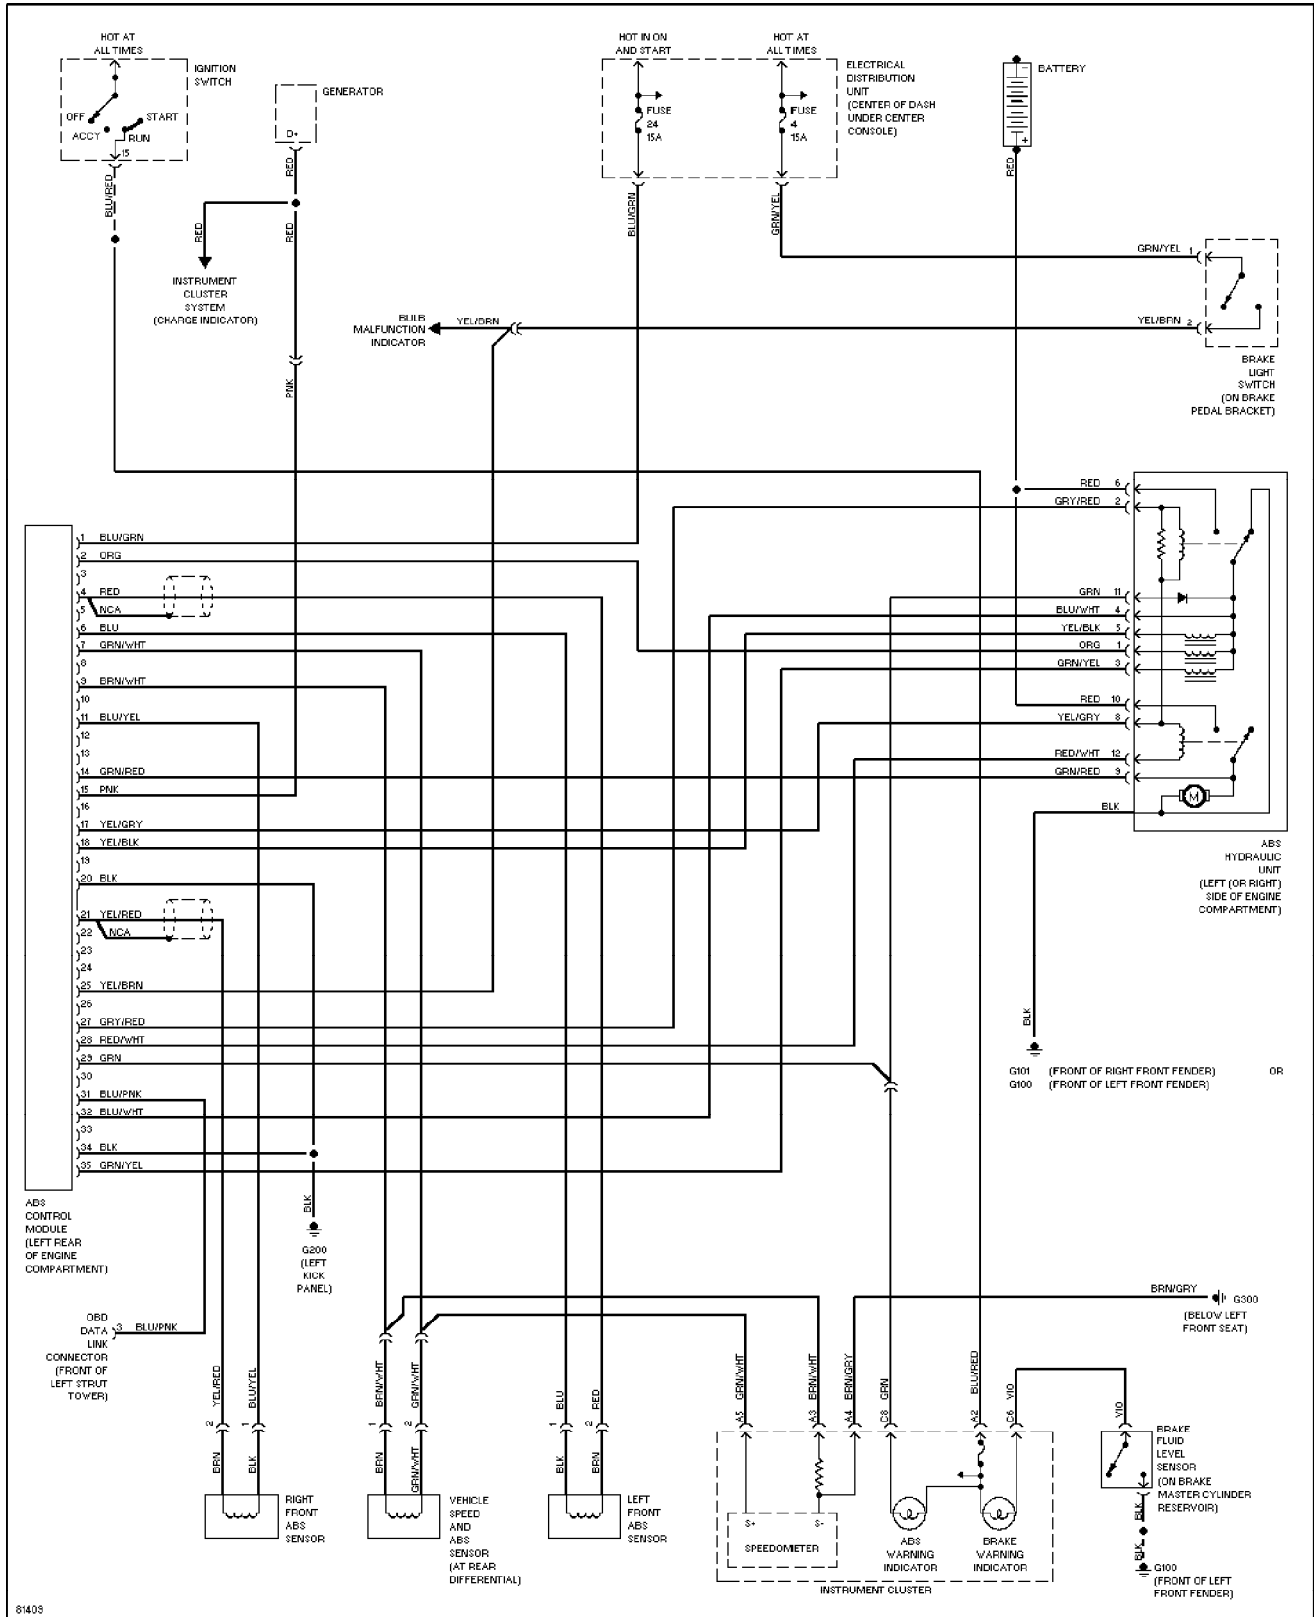 HOT AT
ALL TIMES
IGNITION
SWITCH
OFF
START
ACCY
RUN
15
BLU/RED
GENERATOR
D+
RED
RED
RED
INSTRUMENT
CLUSTER
SYSTEM
(CHARGE INDICATOR)
PNK
HOT IN ON
AND START
HOT AT
ALL TIMES
FUSE
24
15A
FUSE
4
15A
ELECTRICAL
DISTRIBUTION
UNIT
(CENTER OF DASH
UNDER CENTER
CONSOLE)
BLU/GRN
GRN/YEL
BATTERY
-
+
RED
GRN/YEL 1
YEL/BRN 2
BRAKE
LIGHT
SWITCH
(ON BRAKE
PEDAL BRACKET)
BULB
MALFUNCTION
INDICATOR
YEL/BRN
1 BLU/GRN
2 ORG
3
4 RED
5 NCA
6 BLU
7 GRN/WHT
8
9 BRN/WHT
10
11 BLU/YEL
12
13
14 GRN/RED
15 PNK
16
17 YEL/GRY
18 YEL/BLK
19
20 BLK
21 YEL/RED
22 NCA
23
24
25 YEL/BRN
26
27 GRY/RED
28 RED/WHT
29 GRN
30
31 BLU/PNK
32 BLU/WHT
33
34 BLK
35 GRN/YEL
ABS
CONTROL
MODULE
(LEFT REAR
OF ENGINE
COMPARTMENT)
RED 6
GRY/RED 2
GRN 11
BLU/WHT 4
YEL/BLK 5
ORG 1
GRN/YEL 3
RED 10
YEL/GRY 8
RED/WHT 12
GRN/RED 9
BLK
M
ABS
HYDRAULIC
UNIT
(LEFT (OR RIGHT)
SIDE OF ENGINE
COMPARTMENT)
BLK
G101 (FRONT OF RIGHT FRONT FENDER) OR
G100 (FRONT OF LEFT FRONT FENDER)
BLK
G200
(LEFT
KICK
PANEL)
OBD
DATA
LINK
CONNECTOR
(FRONT OF
LEFT STRUT
TOWER)
3 BLU/PNK
BRN/GRY
G300
(BELOW LEFT
FRONT SEAT)
YEL/RED
BLU/YEL
2
1
BRN
BLK
RIGHT
FRONT
ABS
SENSOR
BRN/WHT
GRN/WHT
1
2
BRN
GRN/WHT
VEHICLE
SPEED
AND
ABS
SENSOR
(AT REAR
DIFFERENTIAL)
BLU
RED
1
2
BLK
BRN
LEFT
FRONT
ABS
SENSOR
A5 GRN/WHT
A3 BRN/WHT
A4 BRN/GRY
C8 GRN
A2 BLU/RED
C6 VIO
S+
S-
SPEEDOMETER
ABS
WARNING
INDICATOR
BRAKE
WARNING
INDICATOR
INSTRUMENT CLUSTER
VIO
BRAKE
FLUID
LEVEL
SENSOR
(ON BRAKE
MASTER CYLINDER
RESERVOIR)
BLK
BLK
G100
(FRONT OF LEFT
FRONT FENDER)
81409